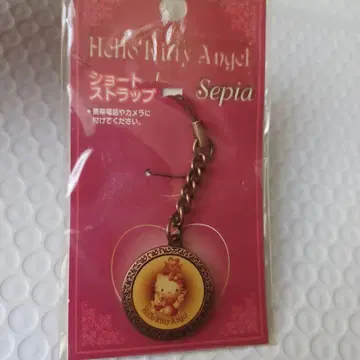 Hello Kitty Angel
ショート
ストラップ
Sepia
•携帯電話やカメラに
付けてください。
Hello Kitty Angel